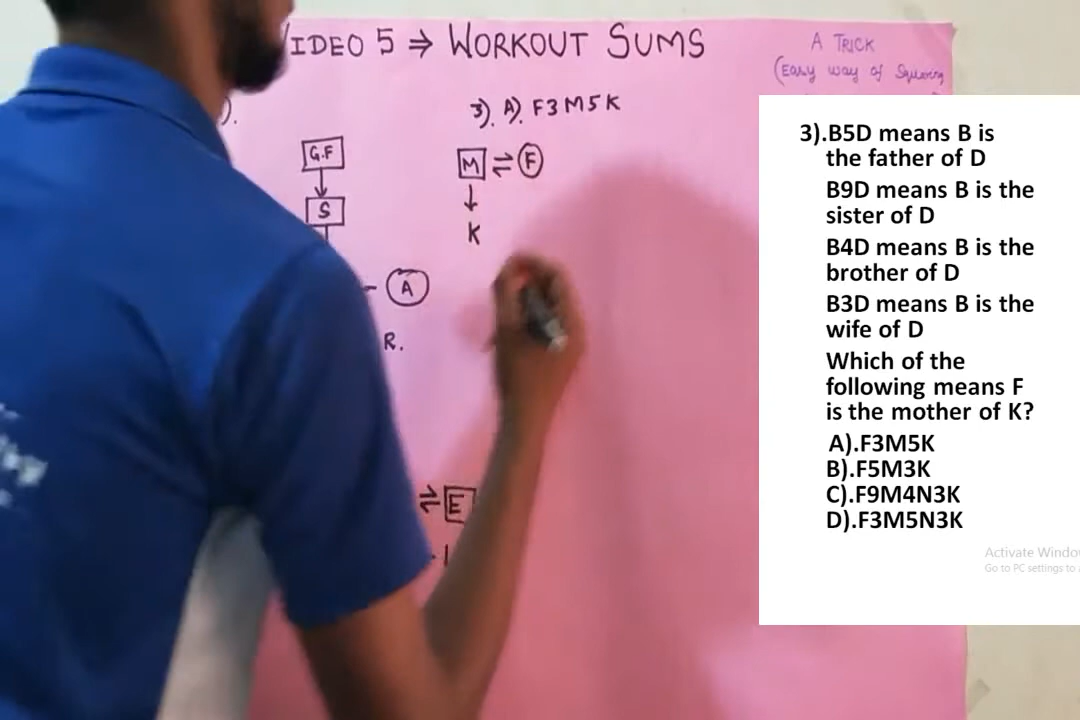 VIDEO 5 ⇒ WORKOUT SUMS
A TRICK
(Easy way of Squaring
).
3). A). F3M5K
G.F
M ⇌ F
S
K
A
R.
⇌ E
3).B5D means B is
the father of D
B9D means B is the
sister of D
B4D means B is the
brother of D
B3D means B is the
wife of D
Which of the
following means F
is the mother of K?
A).F3M5K
B).F5M3K
C).F9M4N3K
D).F3M5N3K
Activate Windo
Go to PC settings to